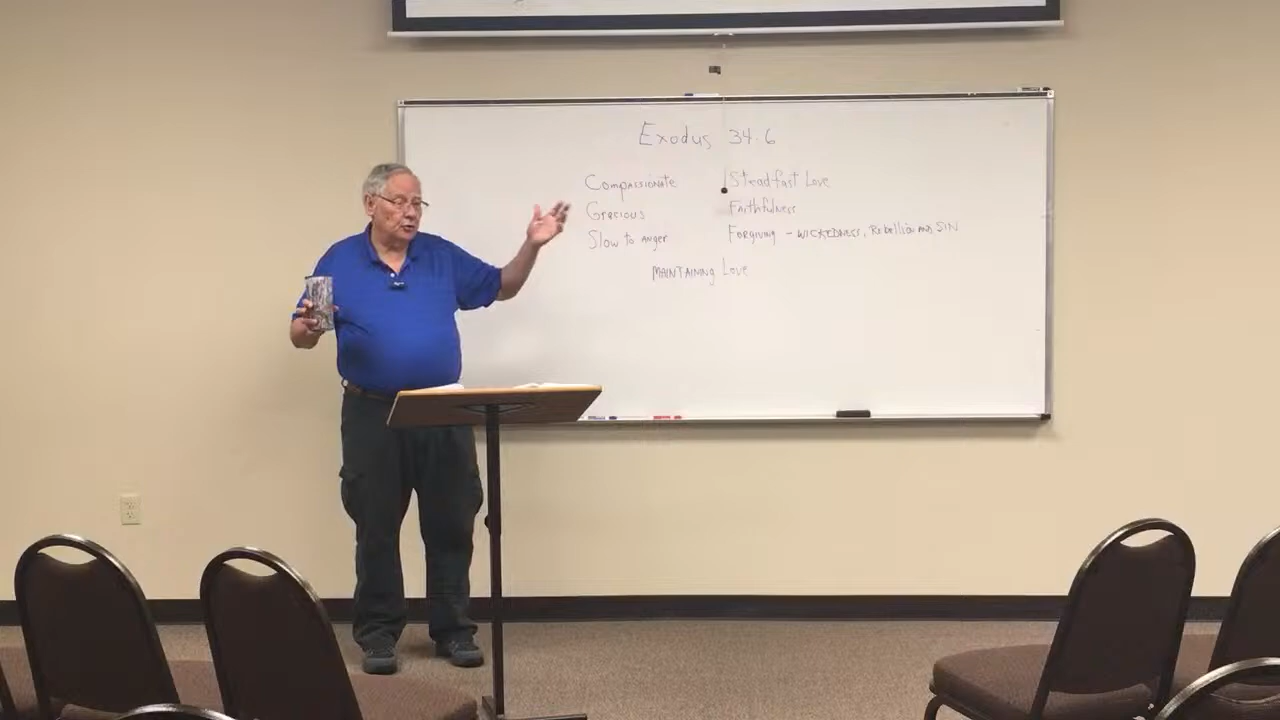 Exodus 34.6
Compassionate
Gracious
Slow to anger
Steadfast Love
Faithfulness
Forgiving - WICKEDNESS, Rebellion AND SIN
MAINTAINING Love